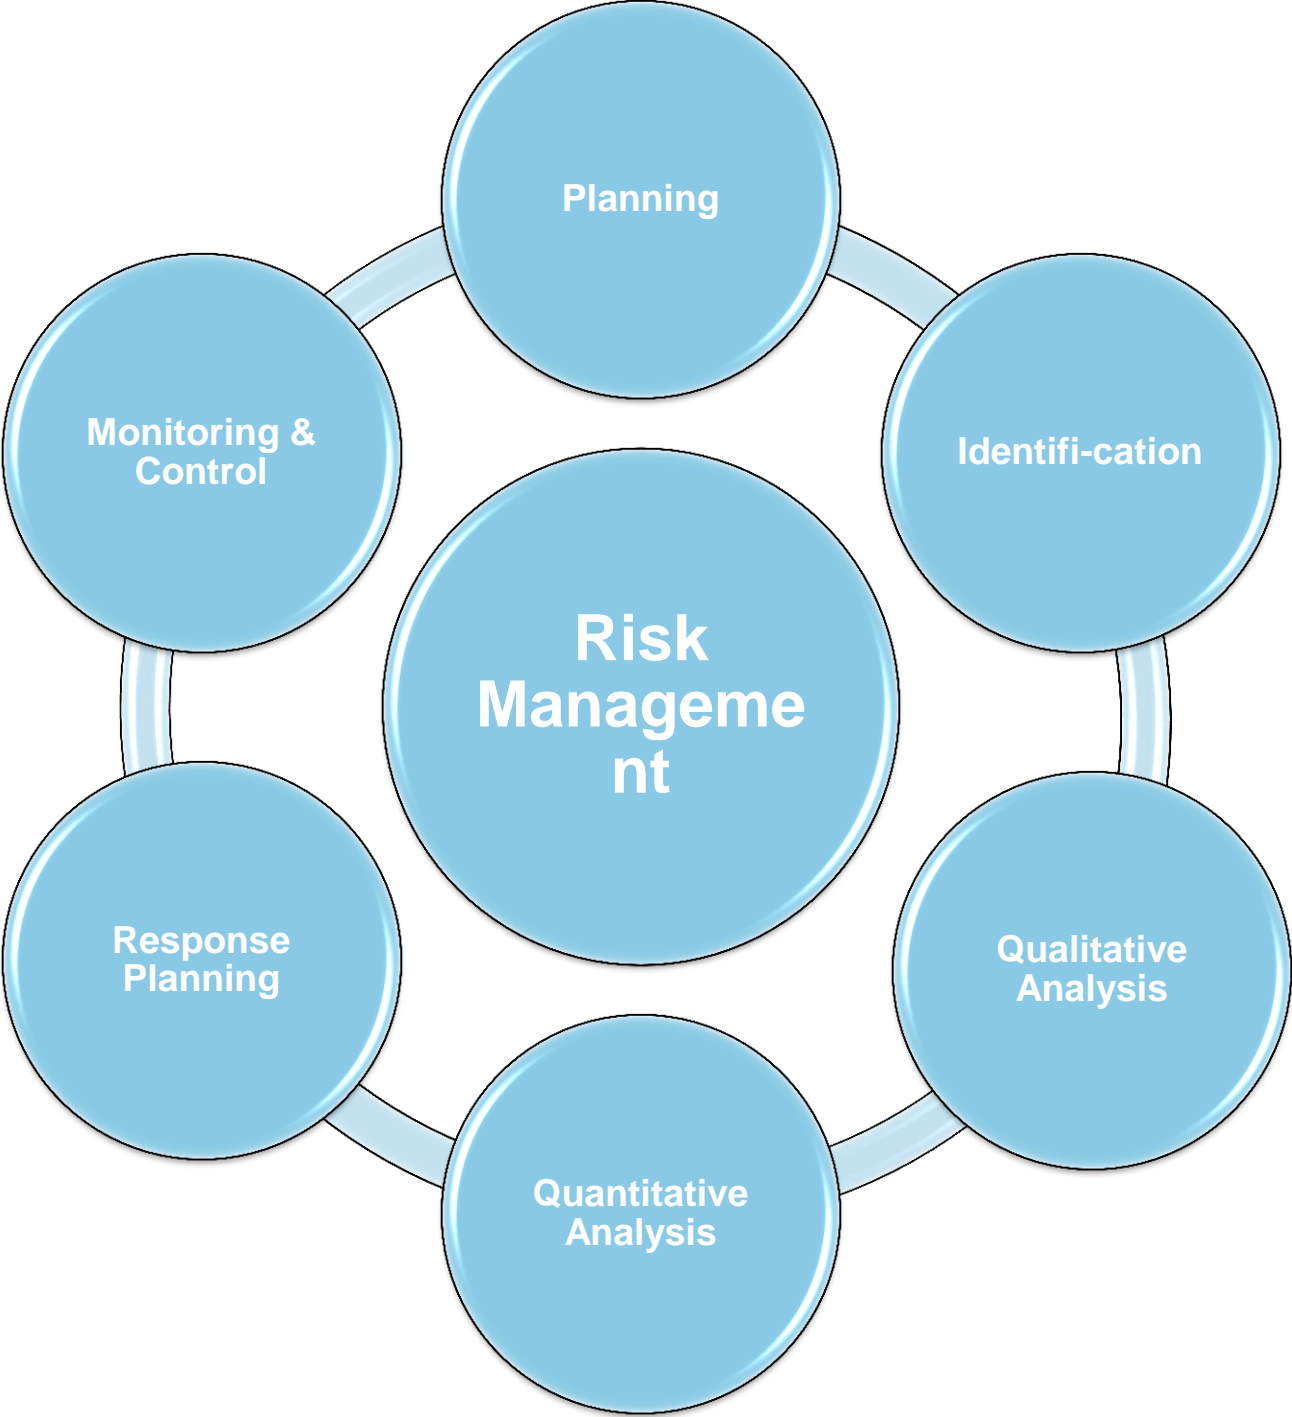 Planning
Identifi-cation
Monitoring &
Control
Risk
Manageme
nt
Qualitative
Analysis
Response
Planning
Quantitative
Analysis